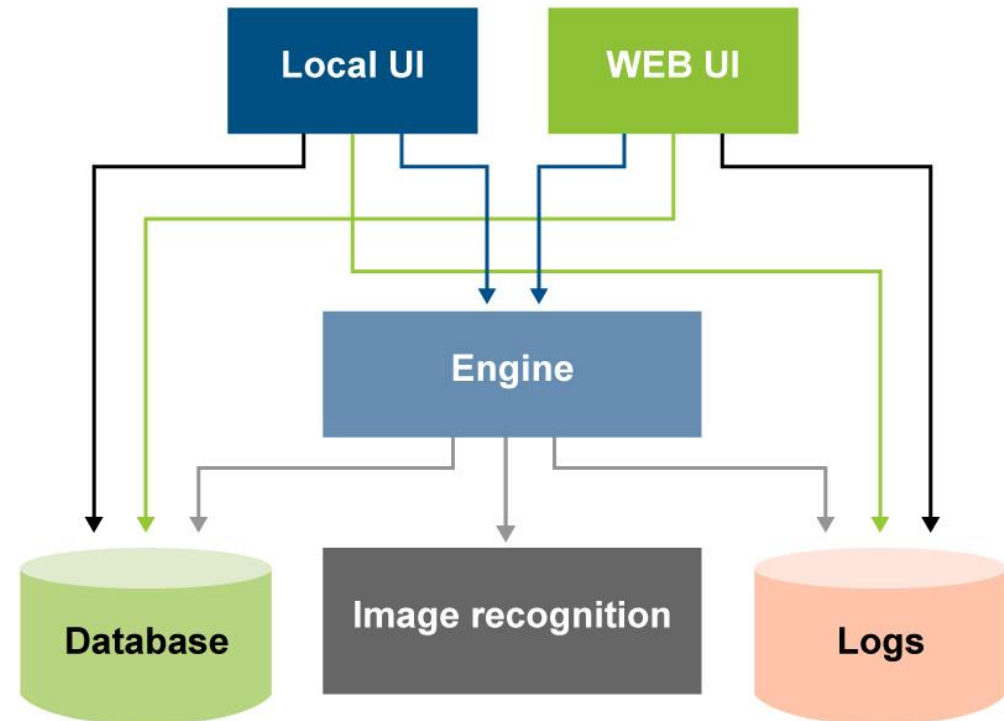 Local UI
WEB UI
Engine
Database
Image recognition
Logs